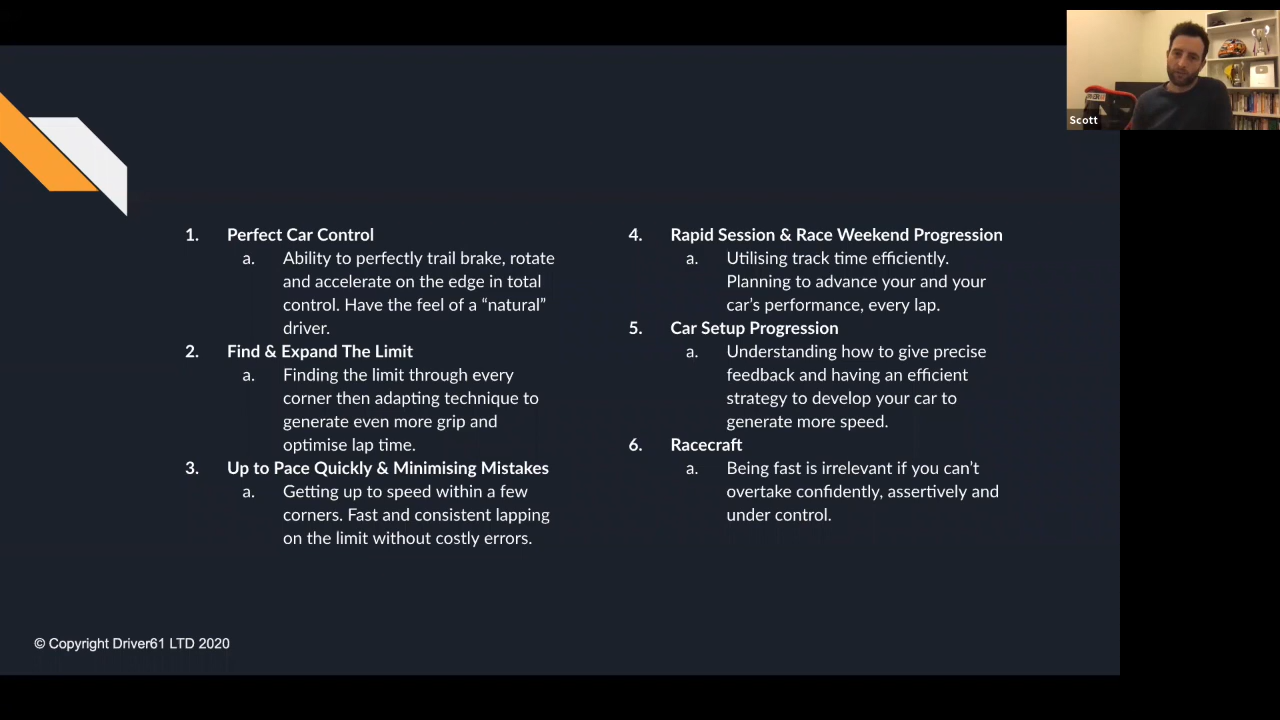 Scott
1. Perfect Car Control
a. Ability to perfectly trail brake, rotate
and accelerate on the edge in total
control. Have the feel of a “natural”
driver.
2. Find & Expand The Limit
a. Finding the limit through every
corner then adapting technique to
generate even more grip and
optimise lap time.
3. Up to Pace Quickly & Minimising Mistakes
a. Getting up to speed within a few
corners. Fast and consistent lapping
on the limit without costly errors.
4. Rapid Session & Race Weekend Progression
a. Utilising track time efficiently.
Planning to advance your and your
car’s performance, every lap.
5. Car Setup Progression
a. Understanding how to give precise
feedback and having an efficient
strategy to develop your car to
generate more speed.
6. Racecraft
a. Being fast is irrelevant if you can’t
overtake confidently, assertively and
under control.
© Copyright Driver61 LTD 2020